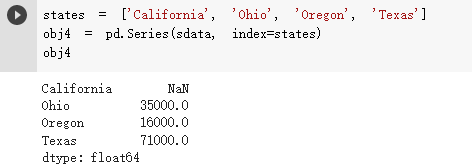 states = ['California', 'Ohio', 'Oregon', 'Texas']
obj4 = pd.Series(sdata, index=states)
obj4
California NaN
Ohio 35000.0
Oregon 16000.0
Texas 71000.0
dtype: float64